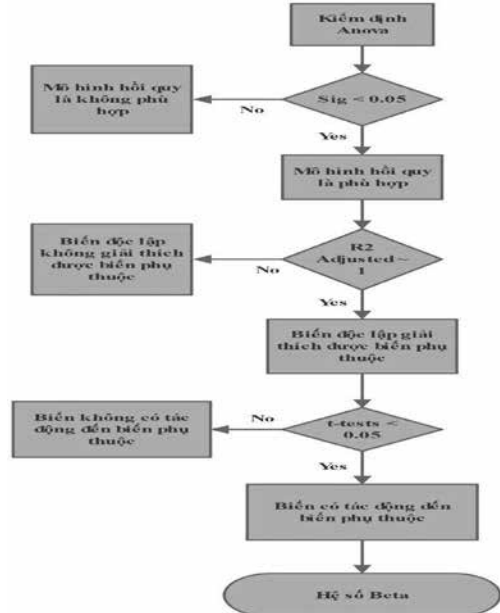 Kiểm định
Anova
Mô hình hồi quy
là không phù
hợp
No
Sig < 0.05
Yes
Mô hình hồi quy
là phù hợp
Biến độc lập
không giải thích
được biến phụ
thuộc
No
R2
Adjusted ~
1
Yes
Biến độc lập giải
thích được biến phụ
thuộc
Biến không có tác
động đến biến phụ
thuộc
No
t-tests <
0.05
Yes
Biến có tác động đến
biến phụ thuộc
Hệ số Beta